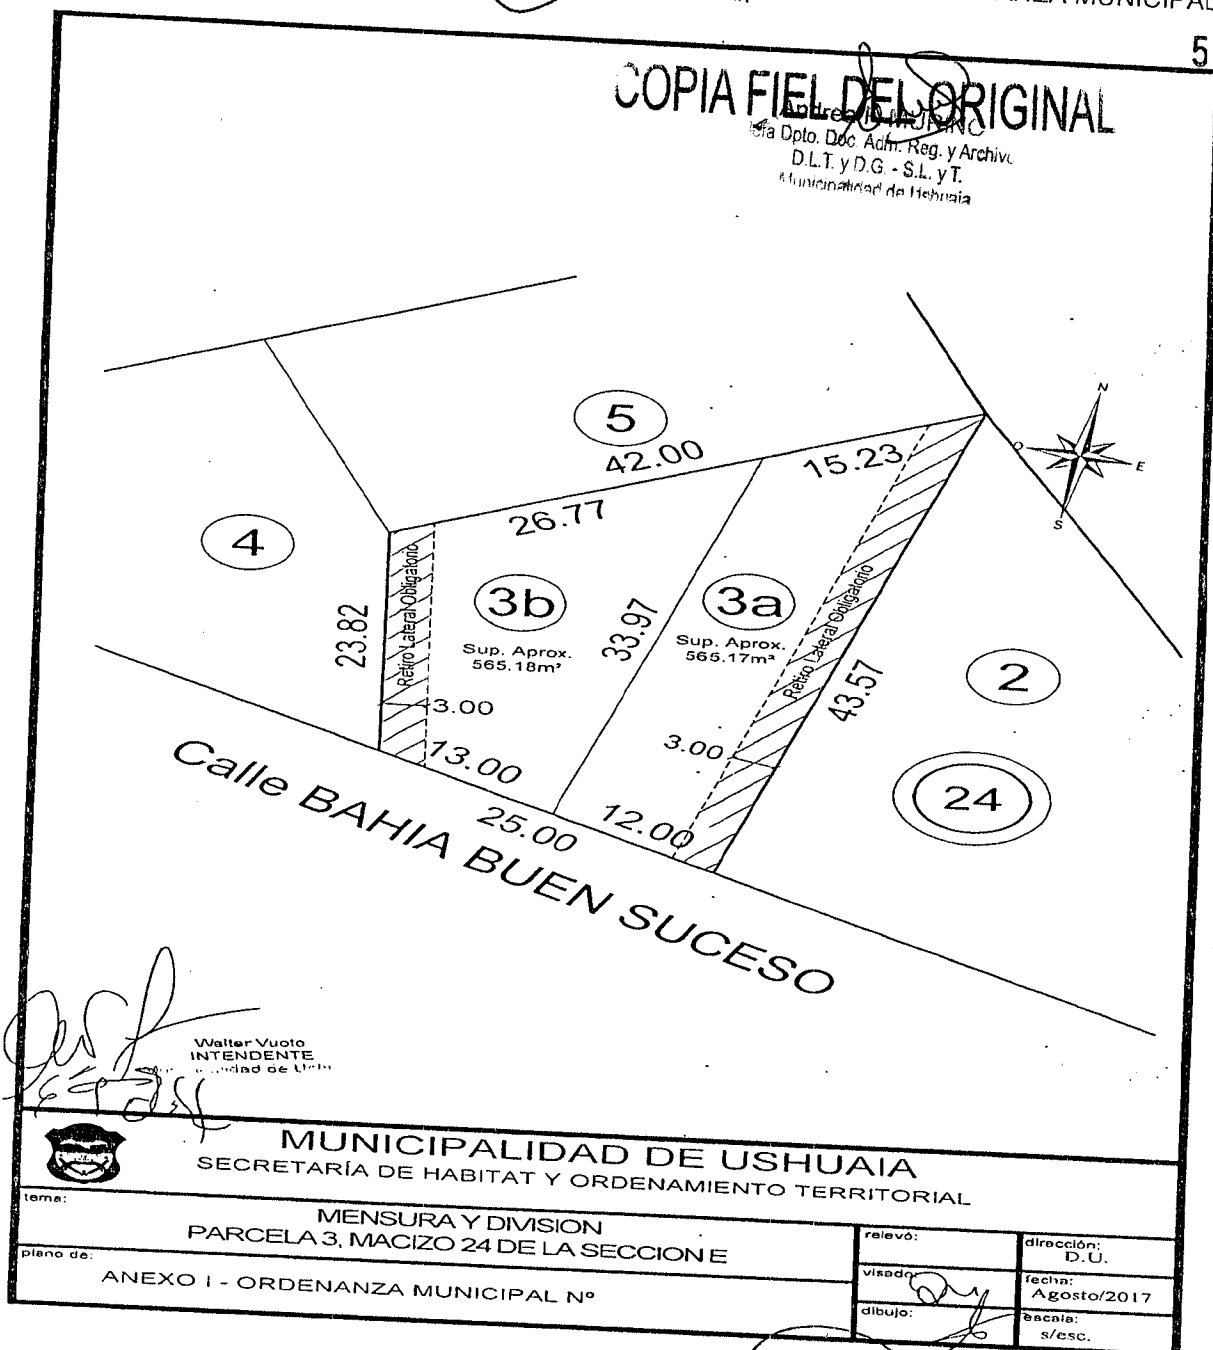 5
COPIA FIEL DEL ORIGINAL
Dpto. Doc. Adm. Reg. y Archivo
D.L.T. y D.G. - S.L. y T.
Municipalidad de Ushuaia
N
O
E
S
5
42.00
15.23
26.77
4
3b
Sup. Aprox.
565.18m²
3a
Sup. Aprox.
565.17m²
23.82
Retiro Lateral Obligatorio
33.97
Retiro Lateral Obligatorio
43.57
2
3.00
3.00
24
13.00
25.00
12.00
Calle BAHIA BUEN SUCESO
Walter Vuoto
INTENDENTE
MUNICIPALIDAD DE USHUAIA
SECRETARÍA DE HABITAT Y ORDENAMIENTO TERRITORIAL
tema:
MENSURA Y DIVISION
PARCELA 3, MACIZO 24 DE LA SECCION E
plano de:
ANEXO I - ORDENANZA MUNICIPAL Nº
relevó:
dirección:
D.U.
visado:
fecha:
Agosto/2017
dibujo:
escala:
s/esc.